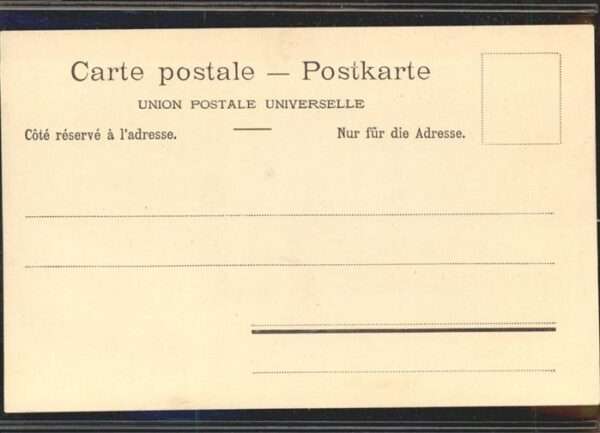 Carte postale — Postkarte
UNION POSTALE UNIVERSELLE
Côté réservé à l'adresse. Nur für die Adresse.